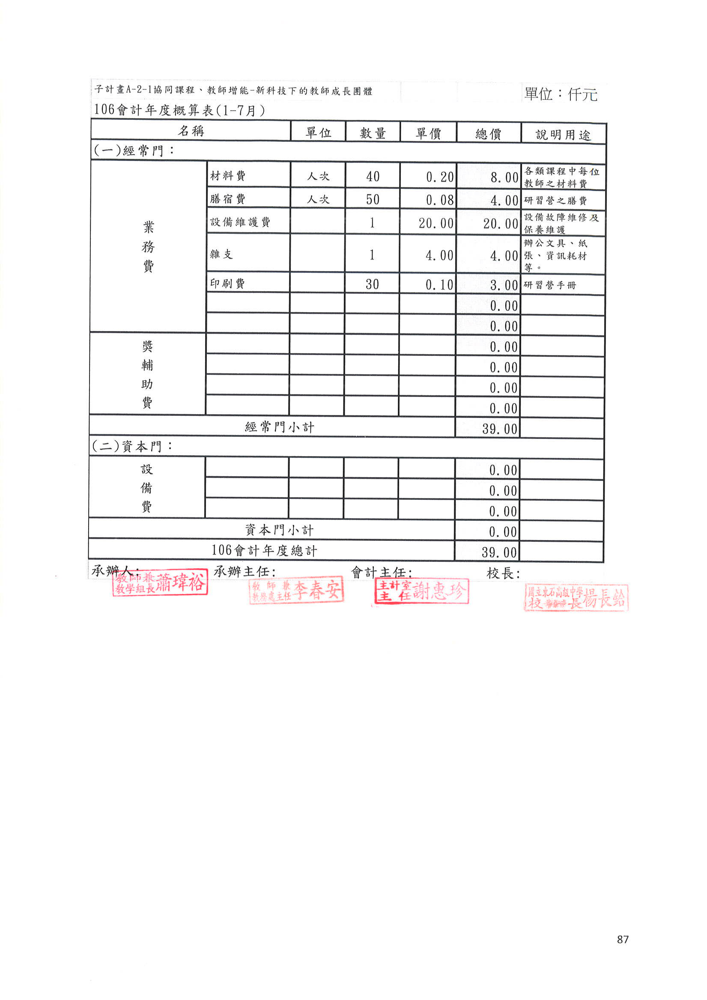 子計畫A-2-1協同課程、教師增能-新科技下的教師成長團體
單位：仟元
106會計年度概算表(1-7月)
名稱 單位 數量 單價 總價 說明用途
(一)經常門：
業務費
材料費 人次 40 0.20 8.00 各類課程中每位
教師之材料費
膳宿費 人次 50 0.08 4.00 研習營之膳費
設備維護費 1 20.00 20.00 設備故障維修及
保養維護
雜支 1 4.00 4.00 辦公文具、紙
張、資訊耗材
等。
印刷費 30 0.10 3.00 研習營手冊
0.00
0.00
獎輔助費
0.00
0.00
0.00
0.00
經常門小計 39.00
(二)資本門：
設備費
0.00
0.00
0.00
資本門小計 0.00
106會計年度總計 39.00
承辦人: 承辦主任: 會計主任: 校長:
教師兼
教學組長 蕭瑋裕
教師兼
教務處主任 李春安
主計室
主任 謝惠珍
國立東石高級中學
校長 楊長鈶
87